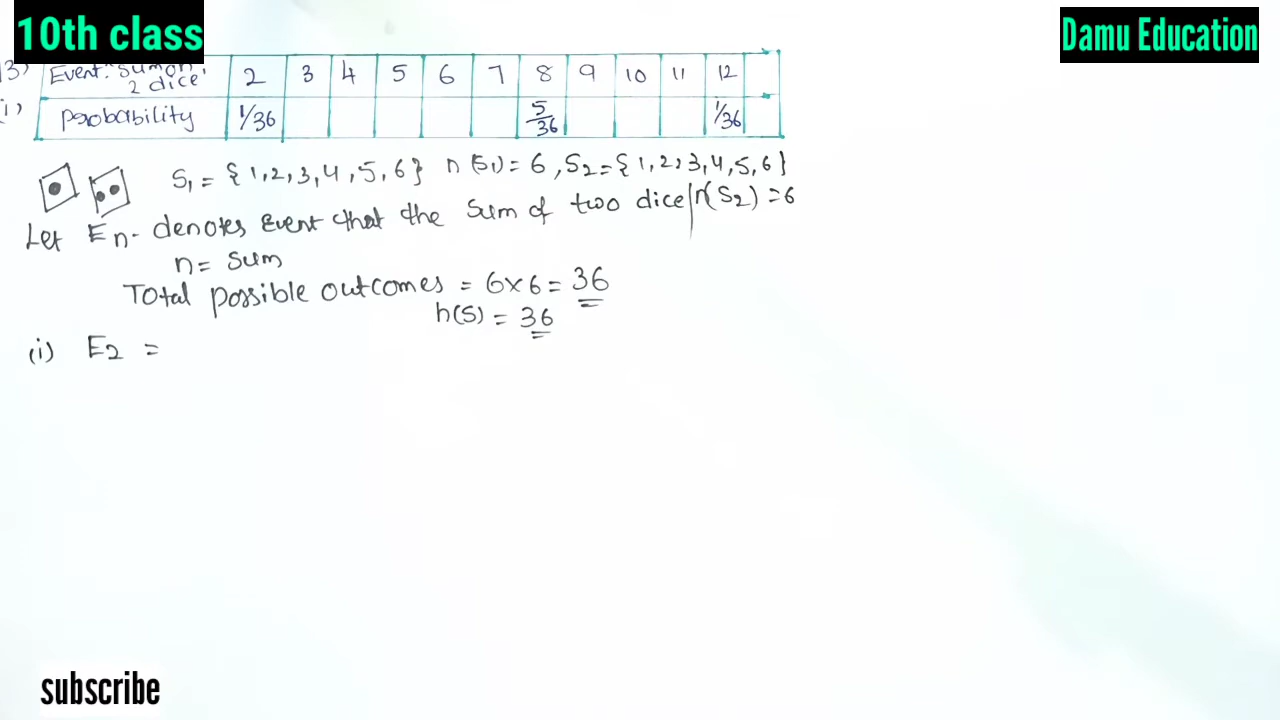 10th class
Damu Education
3)
Event: "Sum on 2 3 4 5 6 7 8 9 10 11 12
2 dice'
i) Probability 1/36 5/36 1/36
S₁ = {1,2,3,4,5,6} n(S₁) = 6, S₂ = {1,2,3,4,5,6}
Let En- denotes Event that the Sum of two dice | n(S₂) = 6
n = Sum
Total possible outcomes = 6×6 = 36
n(S) = 36
(i) E₂ =
subscribe